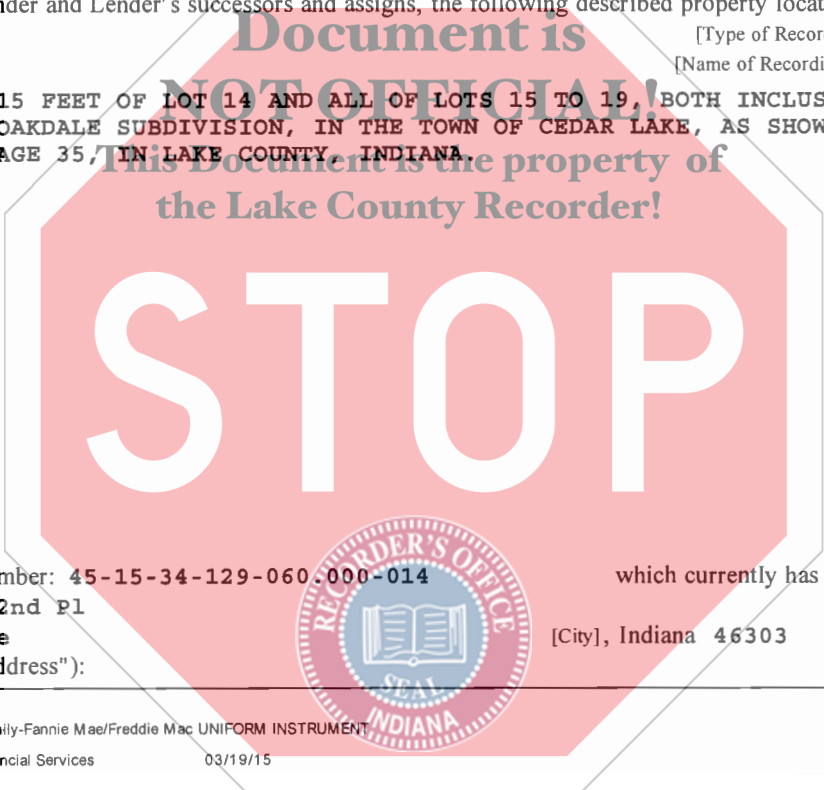 nder and Lender's successors and assigns, the following described property locat
Document is
[Type of Recor
NOT OFFICIAL!
[Name of Recordi
15 FEET OF LOT 14 AND ALL OF LOTS 15 TO 19, BOTH INCLUS
OAKDALE SUBDIVISION, IN THE TOWN OF CEDAR LAKE, AS SHOW
AGE 35, IN LAKE COUNTY, INDIANA.
This Document is the property of
the Lake County Recorder!
STOP
RECORDER'S OFFICE
mber: 45-15-34-129-060.000-014 which currently has
2nd Pl
e [City], Indiana 46303
ddress"):
SEAL
INDIANA
ily-Fannie Mae/Freddie Mac UNIFORM INSTRUMENT
ncial Services 03/19/15